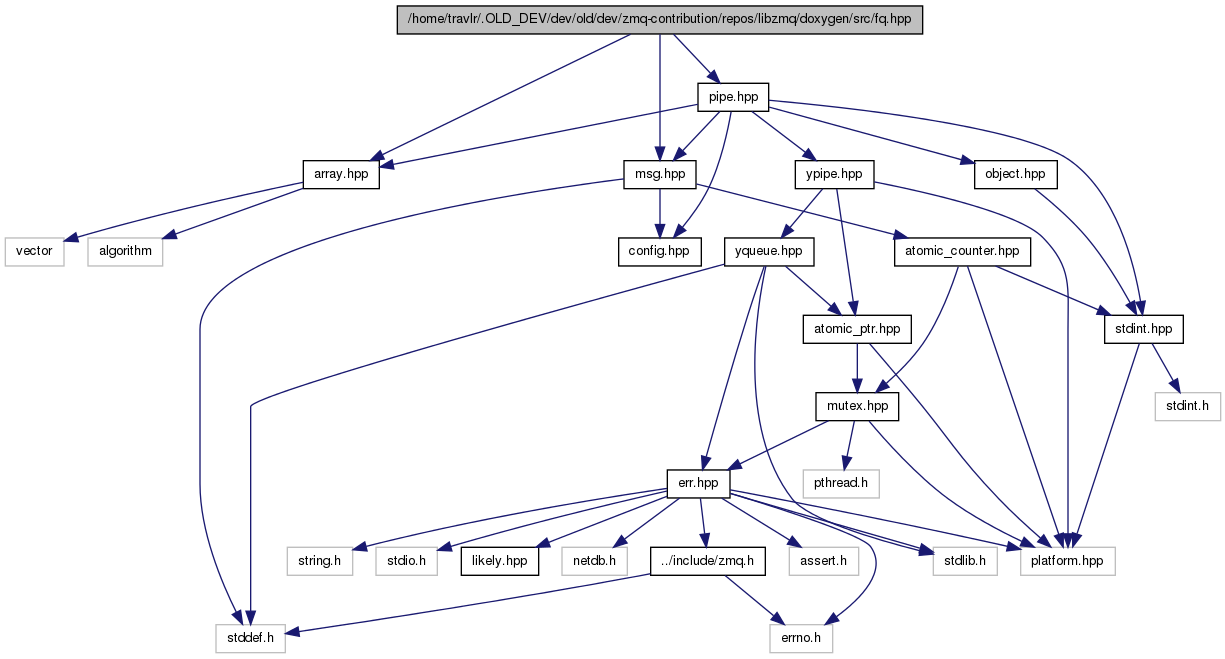 /home/travlr/.OLD_DEV/dev/old/dev/zmq-contribution/repos/libzmq/doxygen/src/fq.hpp
pipe.hpp
array.hpp
msg.hpp
ypipe.hpp
object.hpp
vector
algorithm
config.hpp
yqueue.hpp
atomic_counter.hpp
atomic_ptr.hpp
stdint.hpp
mutex.hpp
stdint.h
err.hpp
pthread.h
string.h
stdio.h
likely.hpp
netdb.h
../include/zmq.h
assert.h
stdlib.h
platform.hpp
stddef.h
errno.h